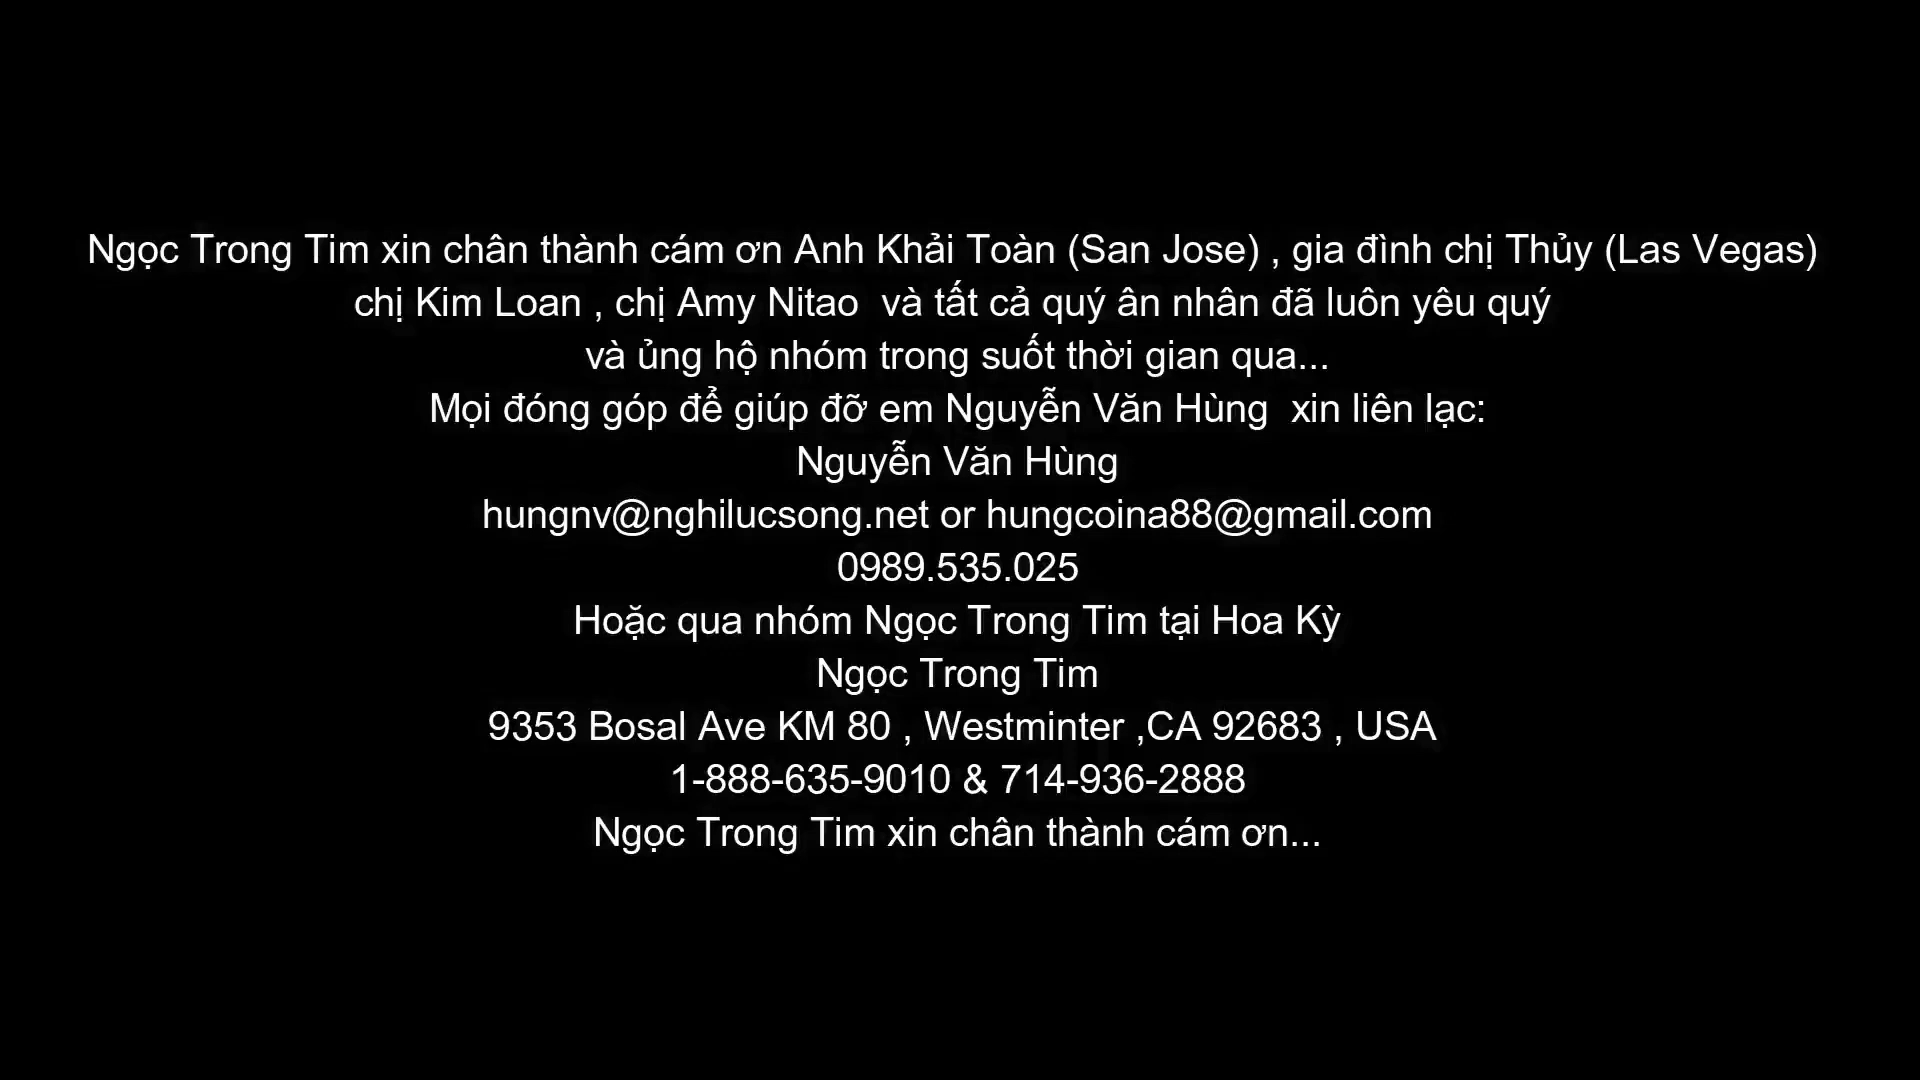 Ngọc Trong Tim xin chân thành cám ơn Anh Khải Toàn (San Jose) , gia đình chị Thủy (Las Vegas)
chị Kim Loan , chị Amy Nitao  và tất cả quý ân nhân đã luôn yêu quý
và ủng hộ nhóm trong suốt thời gian qua...
Mọi đóng góp để giúp đỡ em Nguyễn Văn Hùng  xin liên lạc:
Nguyễn Văn Hùng
hungnv@nghilucsong.net or hungcoina88@gmail.com
0989.535.025
Hoặc qua nhóm Ngọc Trong Tim tại Hoa Kỳ
Ngọc Trong Tim
9353 Bosal Ave KM 80 , Westminter ,CA 92683 , USA
1-888-635-9010 & 714-936-2888
Ngọc Trong Tim xin chân thành cám ơn...